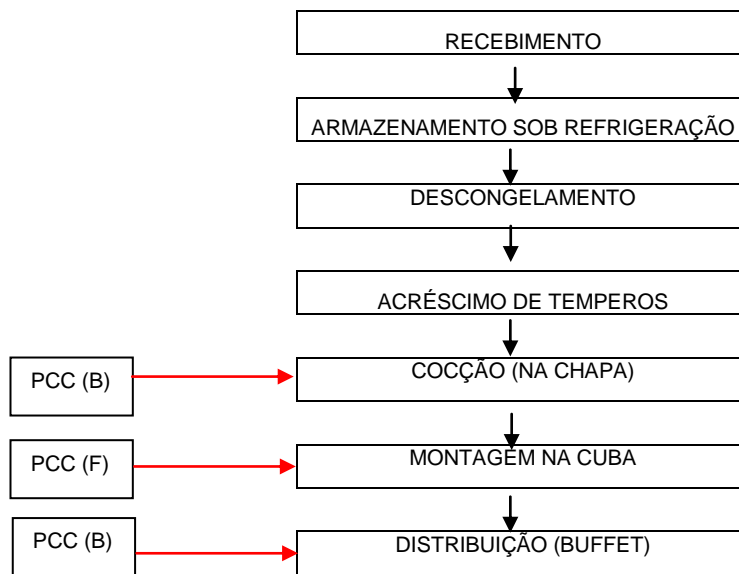 RECEBIMENTO
ARMAZENAMENTO SOB REFRIGERAÇÃO
DESCONGELAMENTO
ACRÉSCIMO DE TEMPEROS
PCC (B)
COCÇÃO (NA CHAPA)
PCC (F)
MONTAGEM NA CUBA
PCC (B)
DISTRIBUIÇÃO (BUFFET)